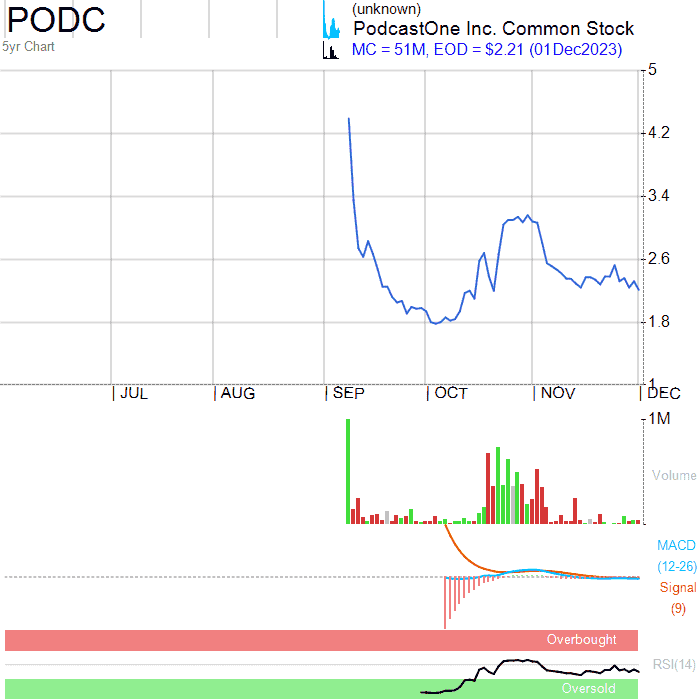 PODC
(unknown)
PodcastOne Inc. Common Stock
5yr Chart
MC = 51M, EOD = $2.21 (01Dec2023)
5
4.2
3.4
2.6
1.8
1
JUL AUG SEP OCT NOV DEC
1M
Volume
MACD
(12-26)
Signal
(9)
Overbought
RSI(14)
Oversold